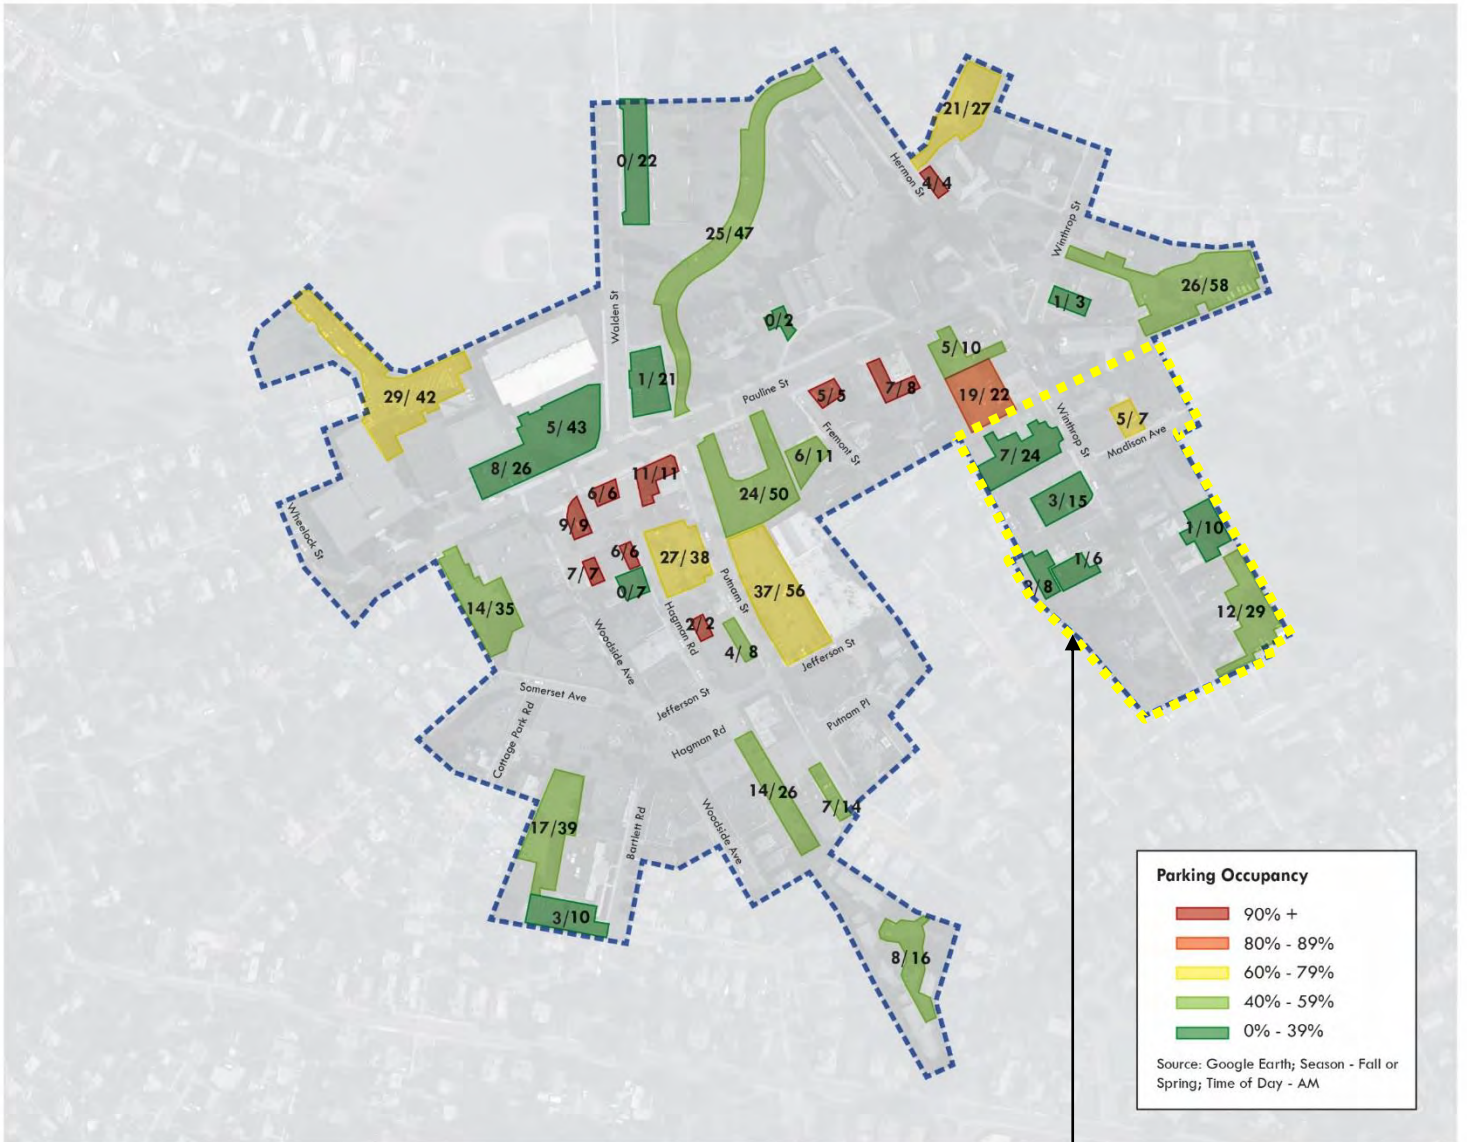 21/27
4/4
Hermon St
0/22
25/47
Winthrop St
26/58
1/3
0/2
Walden St
5/10
1/21
29/42
Pauline St
5/5
7/8
19/22
5/7
Winthrop St
Madison Ave
5/43
Fremont St
7/24
6/11
8/26
11/11
6/6
24/50
3/15
9/9
1/10
Wheelock St
6/6
27/38
7/7
0/7
Putnam St
37/56
1/6
14/35
12/29
2/2
Hagman Rd
4/8
Jefferson St
Woodside Ave
Somerset Ave
Jefferson St
Cottage Park Rd
Hagman Rd
Putnam Pl
14/26
7/14
17/39
Bartlett Rd
Woodside Ave
3/10
8/16
Parking Occupancy
90% +
80% - 89%
60% - 79%
40% - 59%
0% - 39%
Source: Google Earth; Season - Fall or
Spring; Time of Day - AM